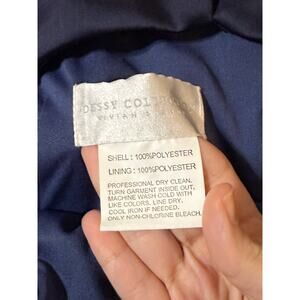 DESSY COLLECTION
VIVIAN
SHELL : 100%POLYESTER
LINING : 100%POLYESTER
PROFESSIONAL DRY CLEAN.
TURN GARMENT INSIDE OUT,
MACHINE WASH COLD WITH
LIKE COLORS, LINE DRY.
COOL IRON IF NEEDED.
ONLY NON-CHLORINE BLEACH.